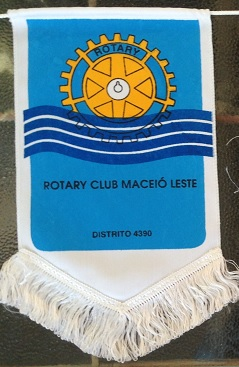 ROTARY
ROTARY CLUB MACEIÓ LESTE
DISTRITO 4390